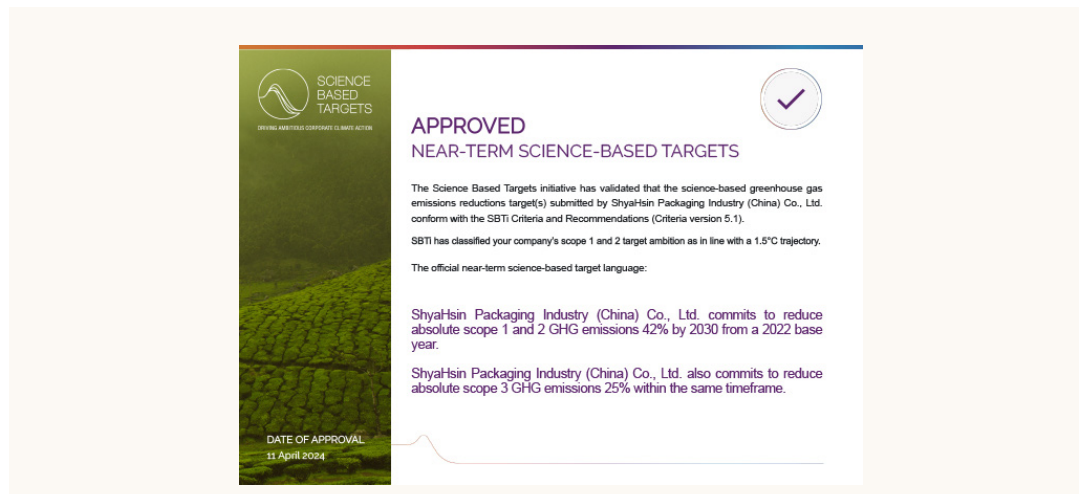 SCIENCE
BASED
TARGETS
DRIVING AMBITIOUS CORPORATE CLIMATE ACTION
APPROVED
NEAR-TERM SCIENCE-BASED TARGETS
The Science Based Targets initiative has validated that the science-based greenhouse gas
emissions reductions target(s) submitted by ShyaHsin Packaging Industry (China) Co., Ltd.
conform with the SBTi Criteria and Recommendations (Criteria version 5.1).
SBTi has classified your company's scope 1 and 2 target ambition as in line with a 1.5°C trajectory.
The official near-term science-based target language:
ShyaHsin Packaging Industry (China) Co., Ltd. commits to reduce
absolute scope 1 and 2 GHG emissions 42% by 2030 from a 2022 base
year.
ShyaHsin Packaging Industry (China) Co., Ltd. also commits to reduce
absolute scope 3 GHG emissions 25% within the same timeframe.
DATE OF APPROVAL
11 April 2024